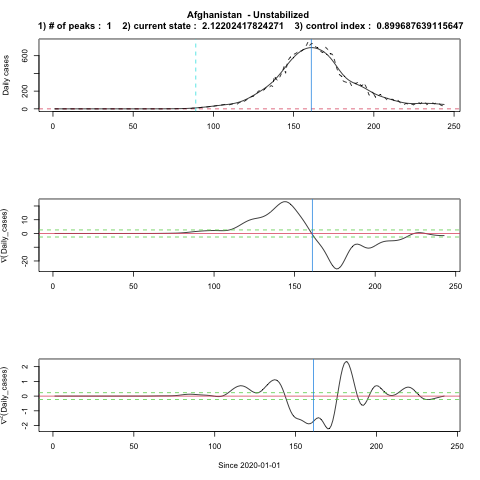 Afghanistan - Unstabilized
1) # of peaks : 1 2) current state : 2.12202417824271 3) control index : 0.899687639115647
Daily cases
600
200
0
0 50 100 150 200 250
∇(Daily_cases)
10
0
-20
0 50 100 150 200 250
∇²(Daily_cases)
2
1
0
-1
-2
0 50 100 150 200 250
Since 2020-01-01